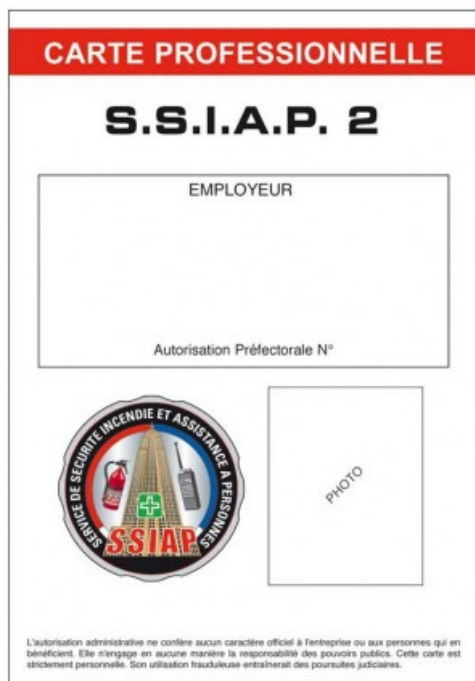 CARTE PROFESSIONNELLE
S.S.I.A.P. 2
EMPLOYEUR
Autorisation Préfectorale N°
SERVICE DE SECURITE INCENDIE ET ASSISTANCE A PERSONNES
SSIAP
PHOTO
L'autorisation administrative ne confère aucun caractère officiel à l'entreprise ou aux personnes qui en
bénéficient. Elle n'engage en aucune manière la responsabilité des pouvoirs publics. Cette carte est
strictement personnelle. Son utilisation frauduleuse entraînerait des poursuites judiciaires.